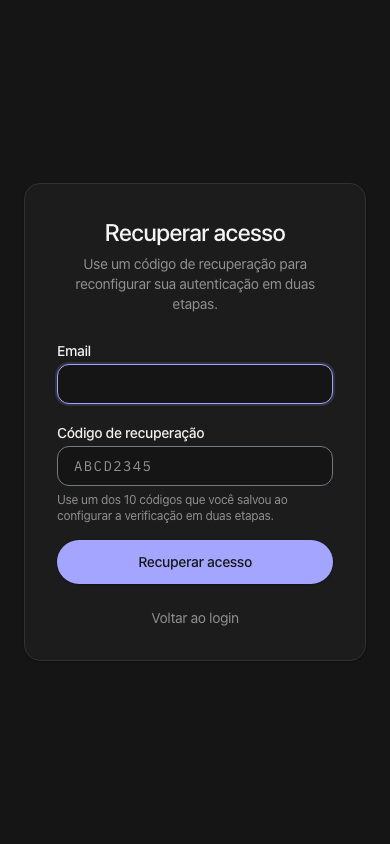 Recuperar acesso
Use um código de recuperação para
reconfigurar sua autenticação em duas
etapas.
Email
Código de recuperação
ABCD2345
Use um dos 10 códigos que você salvou ao
configurar a verificação em duas etapas.
Recuperar acesso
Voltar ao login